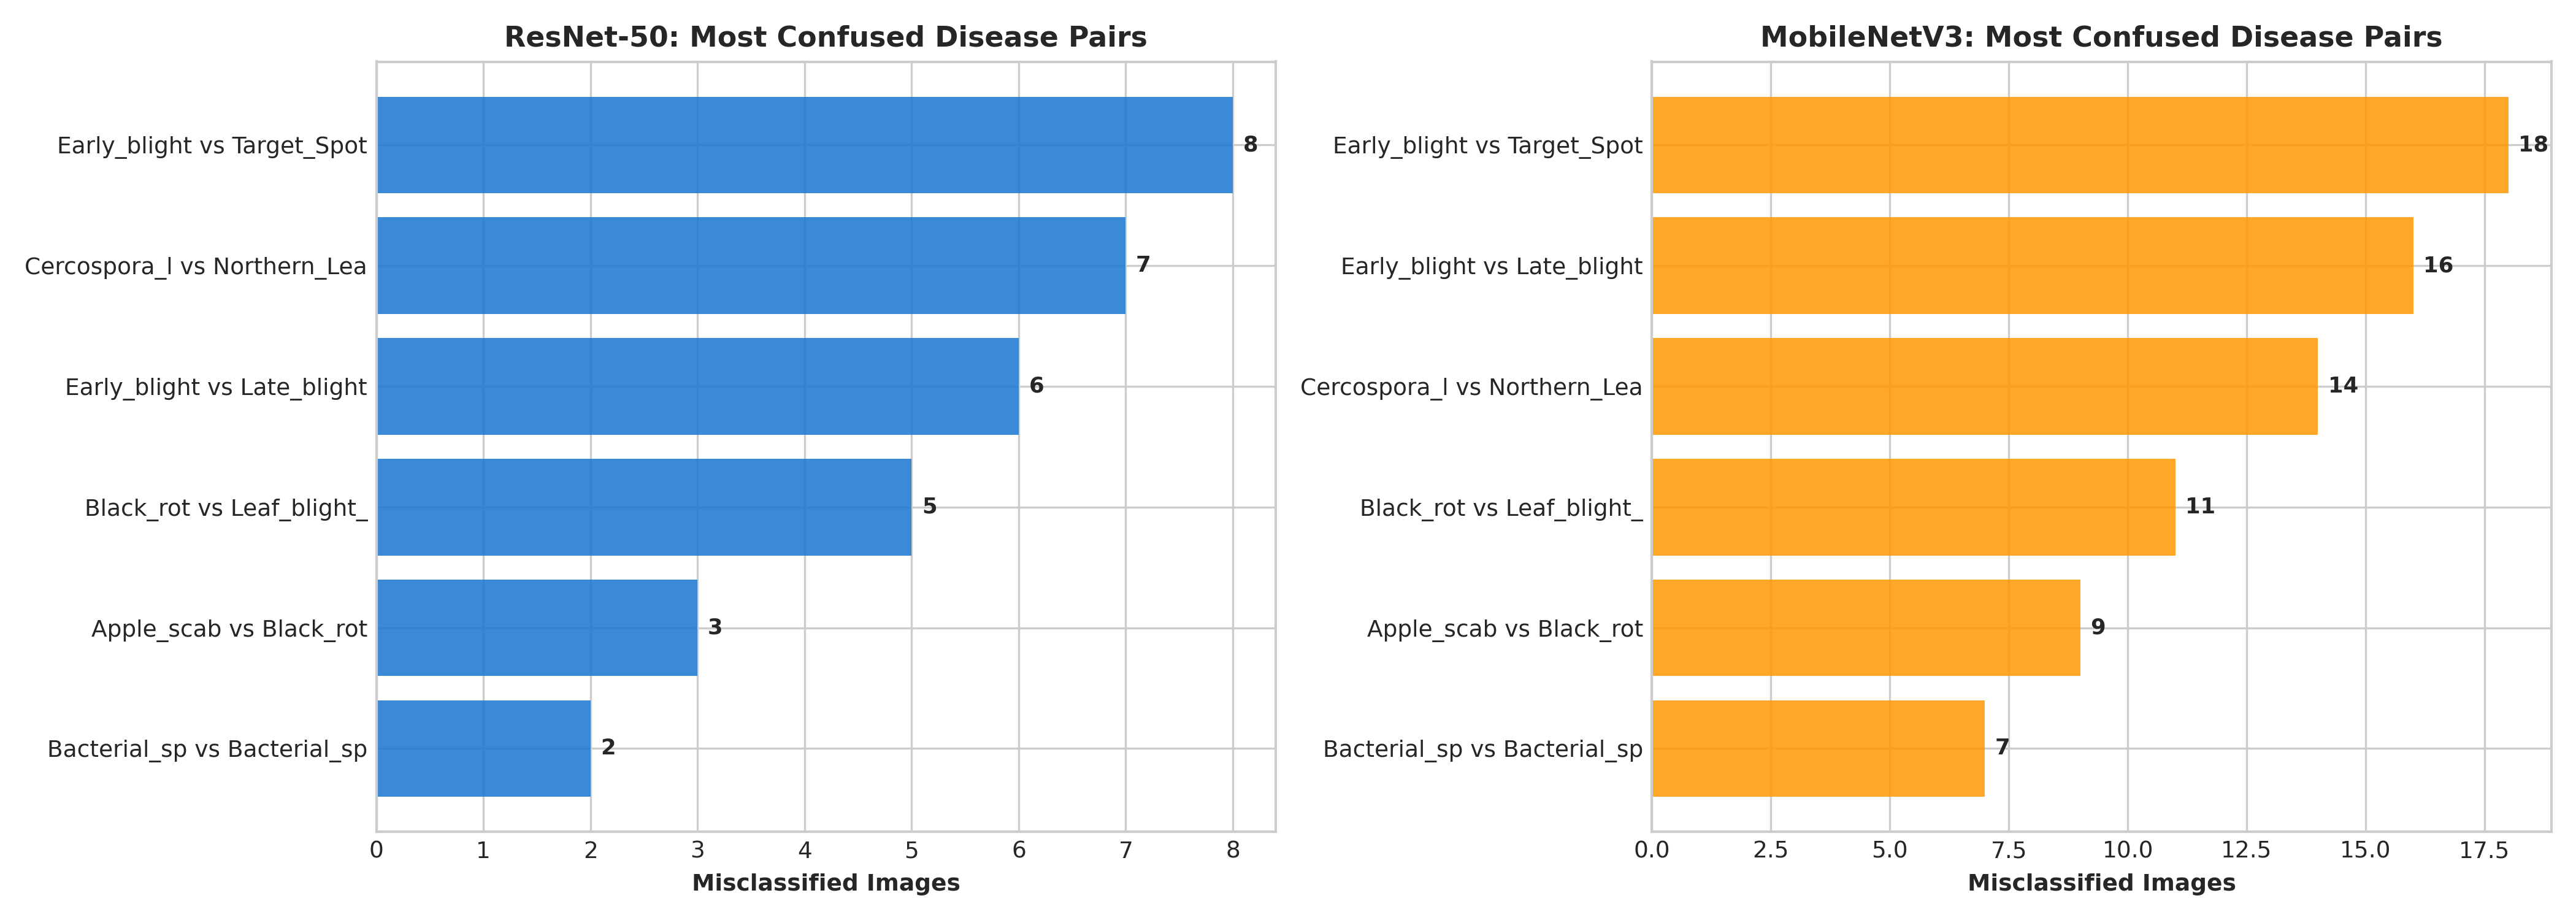 ResNet-50: Most Confused Disease Pairs
Early_blight vs Target_Spot
8
Cercospora_l vs Northern_Lea
7
Early_blight vs Late_blight
6
Black_rot vs Leaf_blight_
5
Apple_scab vs Black_rot
3
Bacterial_sp vs Bacterial_sp
2
0 1 2 3 4 5 6 7 8
Misclassified Images
MobileNetV3: Most Confused Disease Pairs
Early_blight vs Target_Spot
18
Early_blight vs Late_blight
16
Cercospora_l vs Northern_Lea
14
Black_rot vs Leaf_blight_
11
Apple_scab vs Black_rot
9
Bacterial_sp vs Bacterial_sp
7
0.0 2.5 5.0 7.5 10.0 12.5 15.0 17.5
Misclassified Images